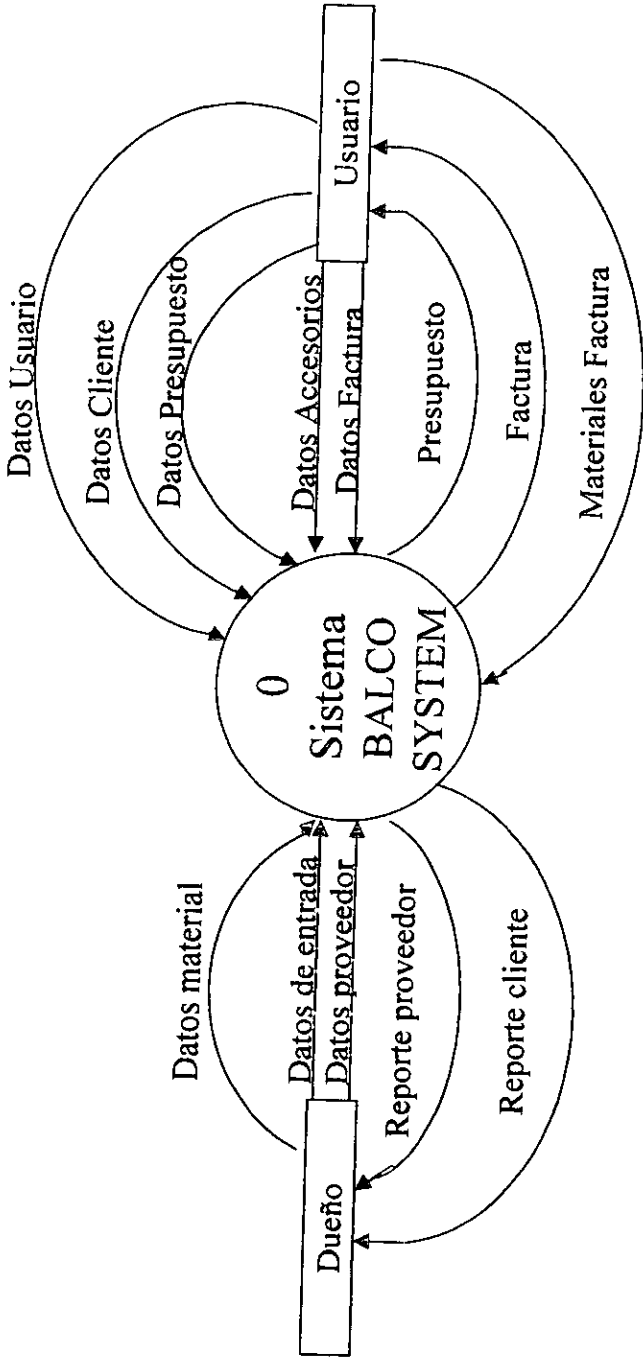 Datos Usuario
Datos Cliente
Datos Presupuesto
Datos material
Datos Accesorios
Datos Factura
Datos de entrada
Datos proveedor
Dueño
0
Sistema
BALCO
SYSTEM
Usuario
Reporte proveedor
Reporte cliente
Presupuesto
Factura
Materiales Factura